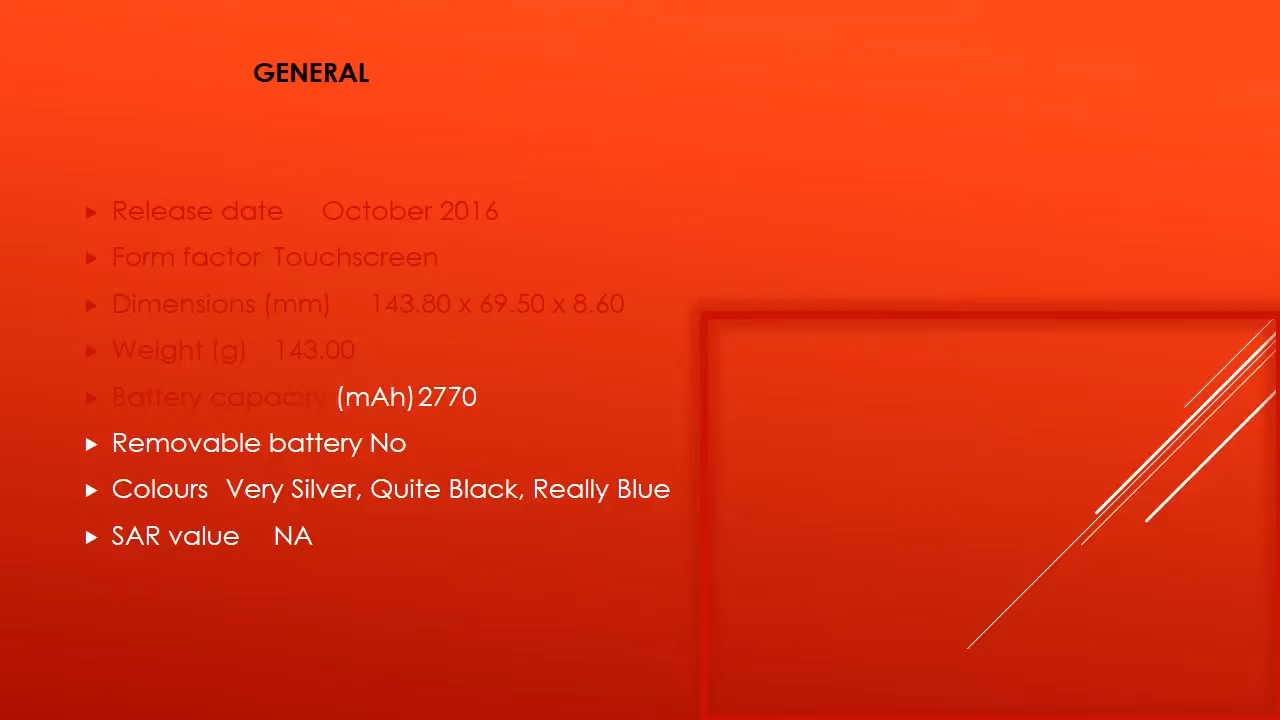 GENERAL
Release date October 2016
Form factor Touchscreen
Dimensions (mm) 143.80 x 69.50 x 8.60
Weight (g) 143.00
Battery capacity (mAh) 2770
Removable battery No
Colours Very Silver, Quite Black, Really Blue
SAR value NA